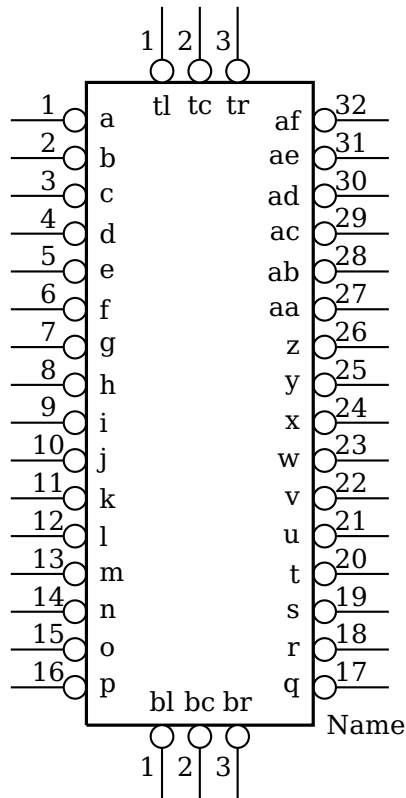 1 2 3
tl tc tr
1 a af 32
2 b ae 31
3 c ad 30
4 d ac 29
5 e ab 28
6 f aa 27
7 g z 26
8 h y 25
9 i x 24
10 j w 23
11 k v 22
12 l u 21
13 m t 20
14 n s 19
15 o r 18
16 p q 17
bl bc br
Name
1 2 3